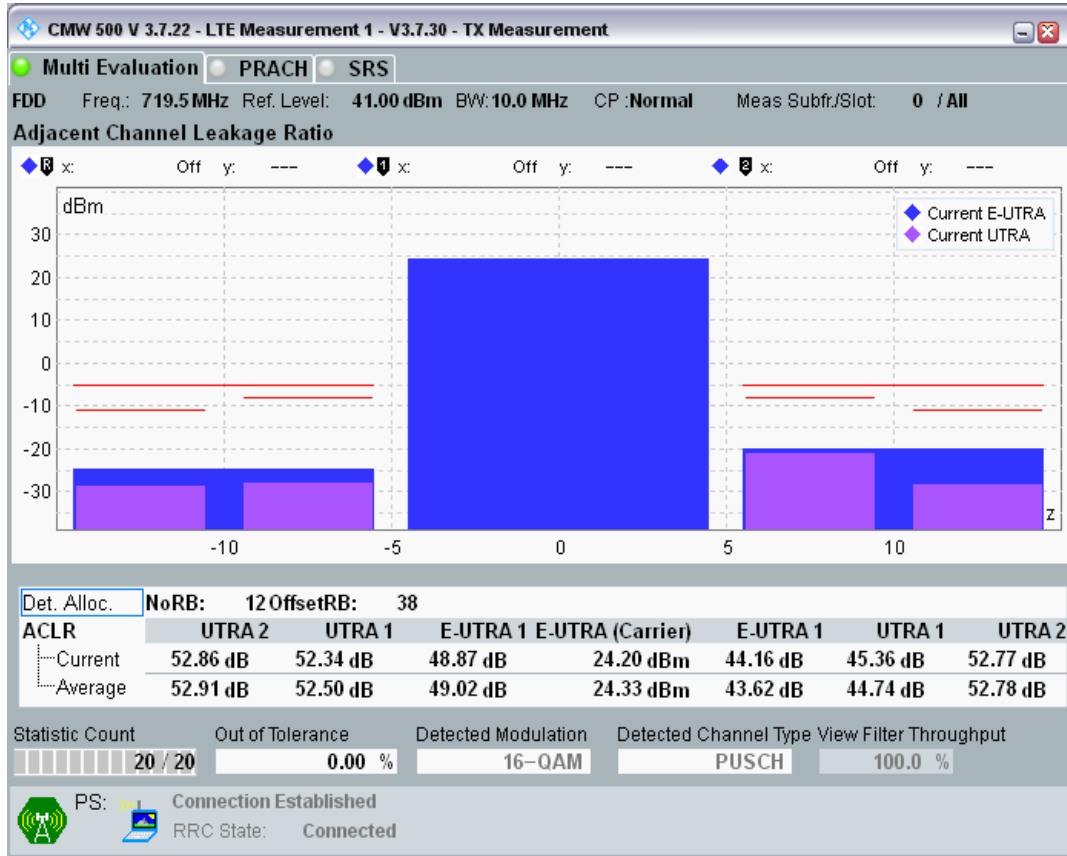 CMW 500 V 3.7.22 - LTE Measurement 1 - V3.7.30 - TX Measurement
Multi Evaluation PRACH SRS
FDD Freq.: 719.5 MHz Ref. Level: 41.00 dBm BW: 10.0 MHz CP :Normal Meas Subfr./Slot: 0 / All
Adjacent Channel Leakage Ratio
R x: Off y: --- 1 x: Off y: --- 2 x: Off y: ---
dBm
Current E-UTRA
Current UTRA
30
20
10
0
-10
-20
-30
z
-10 -5 0 5 10
Det. Alloc. NoRB: 12 OffsetRB: 38
ACLR UTRA 2 UTRA 1 E-UTRA 1 E-UTRA (Carrier) E-UTRA 1 UTRA 1 UTRA 2
Current 52.86 dB 52.34 dB 48.87 dB 24.20 dBm 44.16 dB 45.36 dB 52.77 dB
Average 52.91 dB 52.50 dB 49.02 dB 24.33 dBm 43.62 dB 44.74 dB 52.78 dB
Statistic Count Out of Tolerance Detected Modulation Detected Channel Type View Filter Throughput
20 / 20 0.00 % 16-QAM PUSCH 100.0 %
PS: Connection Established
RRC State: Connected